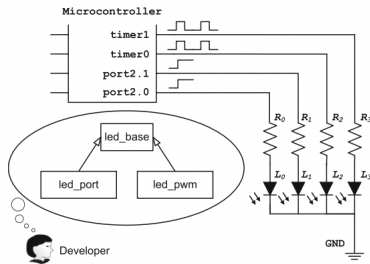 Microcontroller
timer1
timer0
port2.1
port2.0
R0 R1 R2 R3
led_base
led_port led_pwm
L0 L1 L2 L3
Developer
GND